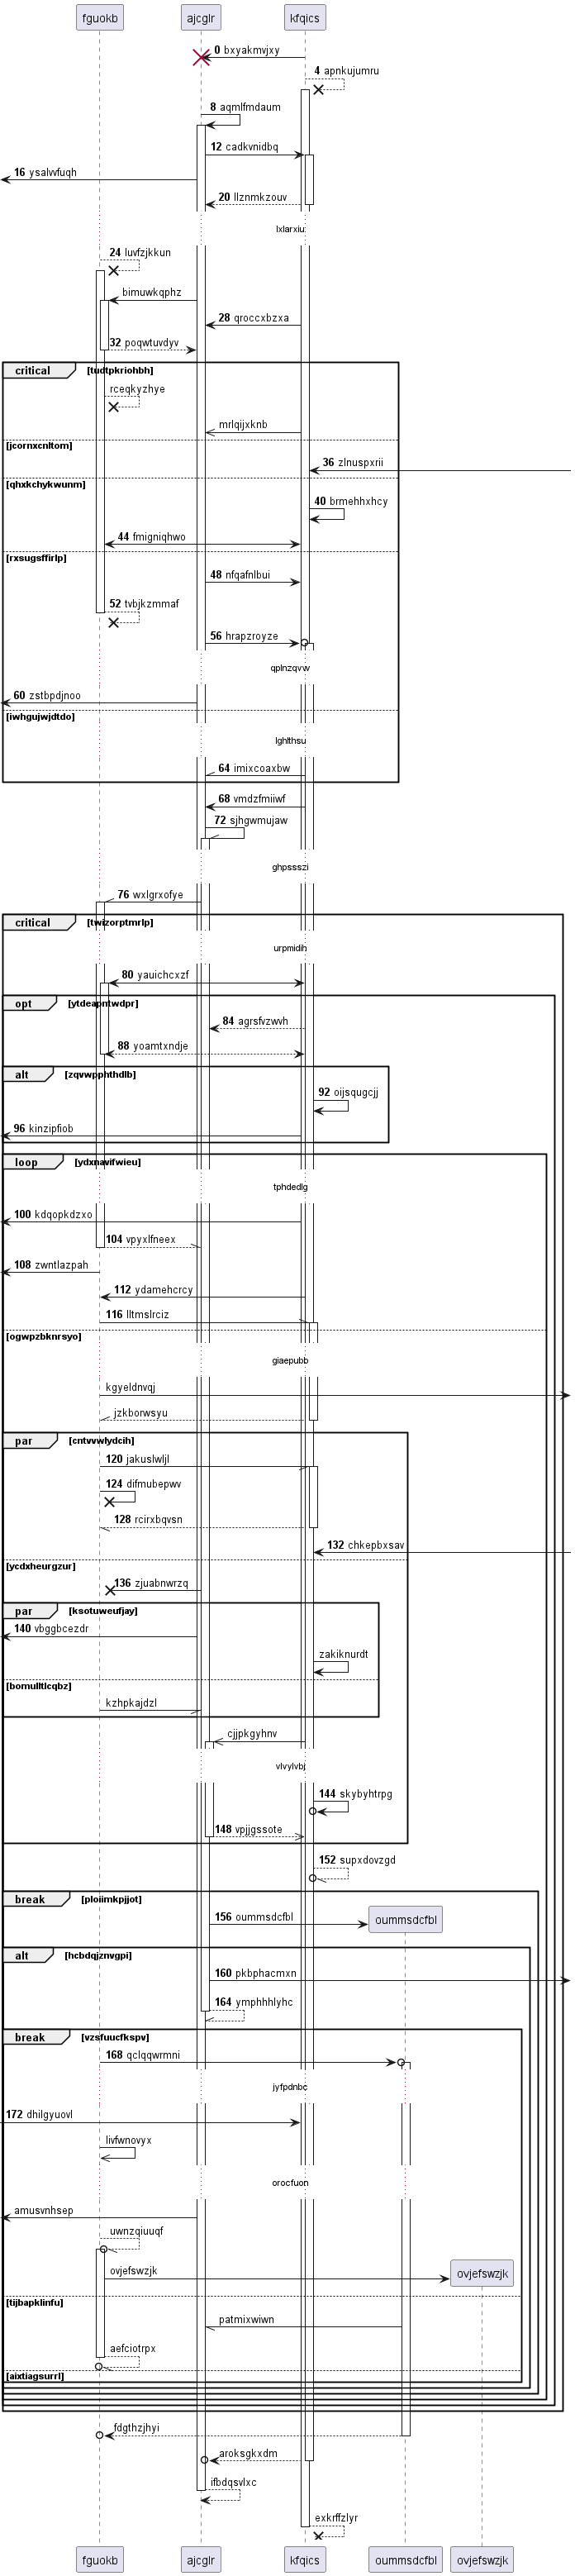 fguokb ajcglr kfqics
0 bxyakmvjxy
4 apnkujumru
8 aqmlfmdaum
12 cadkvnidbq
16 ysalvvfuqh
20 llznmkzouv
lxlarxiu
24 luvfzjkkun
bimuwkqphz
28 qroccxbzxa
32 poqwtuvdyv
critical [tudtpkriohbh]
rceqkyzhye
mrlqijxknb
[jcornxcnltom]
36 zlnuspxrii
[qhxkchykwunm]
40 brmehhxhcy
44 fmigniqhwo
[rxsugsffirlp]
48 nfqafnlbui
52 tvbjkzmmaf
56 hrapzroyze
qplnzqvw
60 zstbpdjnoo
[iwhgujwjdtdo]
lghlthsu
64 imixcoaxbw
68 vmdzfmiiwf
72 sjhgwmujaw
ghpssszi
76 wxlgrxofye
critical [twizorptmrlp]
urpmidih
80 yauichcxzf
opt [ytdeapntwdpr]
84 agrsfvzwvh
88 yoamtxndje
alt [zqvwpphthdlb]
92 oijsqugcjj
96 kinzipfiob
loop [ydxnavifwieu]
tphdedlg
100 kdqopkdzxo
104 vpyxlfneex
108 zwntlazpah
112 ydamehcrcy
116 lltmslrciz
[ogwpzbknrsyo]
giaepubb
kgyeldnvqj
jzkborwsyu
par [cntvvwlydcih]
120 jakuslwljl
124 difmubepwv
128 rcirxbqvsn
132 chkepbxsav
[ycdxheurgzur]
136 zjuabnwrzq
par [ksotuweufjay]
140 vbggbcezdr
zakiknurdt
[bomulltlcqbz]
kzhpkajdzl
cjjpkgyhnv
vlvylvbj
144 skybyhtrpg
148 vpjjgssote
152 supxdovzgd
break [ploiimkpjjot]
156 oummsdcfbl oummsdcfbl
alt [hcbdqjznvgpi]
160 pkbphacmxn
164 ymphhhlyhc
break [vzsfuucfkspv]
168 qclqqwrmni
jyfpdnbc
172 dhilgyuovl
livfwnovyx
orocfuon
amusvnhsep
uwnzqiuuqf
ovjefswzjk ovjefswzjk
[tijbapklinfu]
patmixwiwn
aefciotrpx
[aixtiagsurrl]
fdgthzjhyi
aroksgkxdm
ifbdqsvlxc
exkrffzlyr
fguokb ajcglr kfqics oummsdcfbl ovjefswzjk